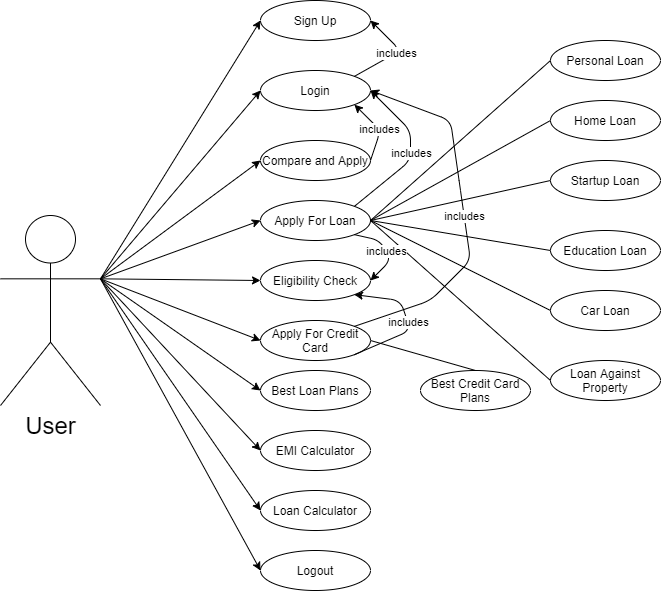 Sign Up
includes
Personal Loan
Login
Home Loan
includes
Compare and Apply
includes
Startup Loan
Apply For Loan
includes
includes
Education Loan
Eligibility Check
Car Loan
includes
Apply For Credit
Card
Best Loan Plans
Best Credit Card
Plans
Loan Against
Property
User
EMI Calculator
Loan Calculator
Logout